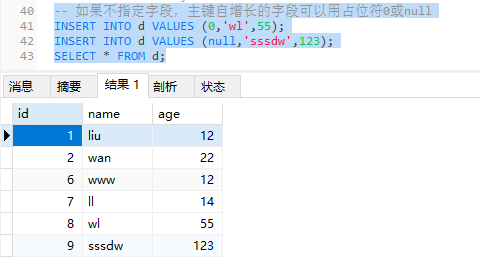 40 -- 如果不指定字段，主键自增长的字段可以用占位符0或null
41 INSERT INTO d VALUES (0,'wl',55);
42 INSERT INTO d VALUES (null,'sssdw',123);
43 SELECT * FROM d;
消息 摘要 结果 1 剖析 状态
id name age
1 liu 12
2 wan 22
6 www 12
7 ll 14
8 wl 55
9 sssdw 123